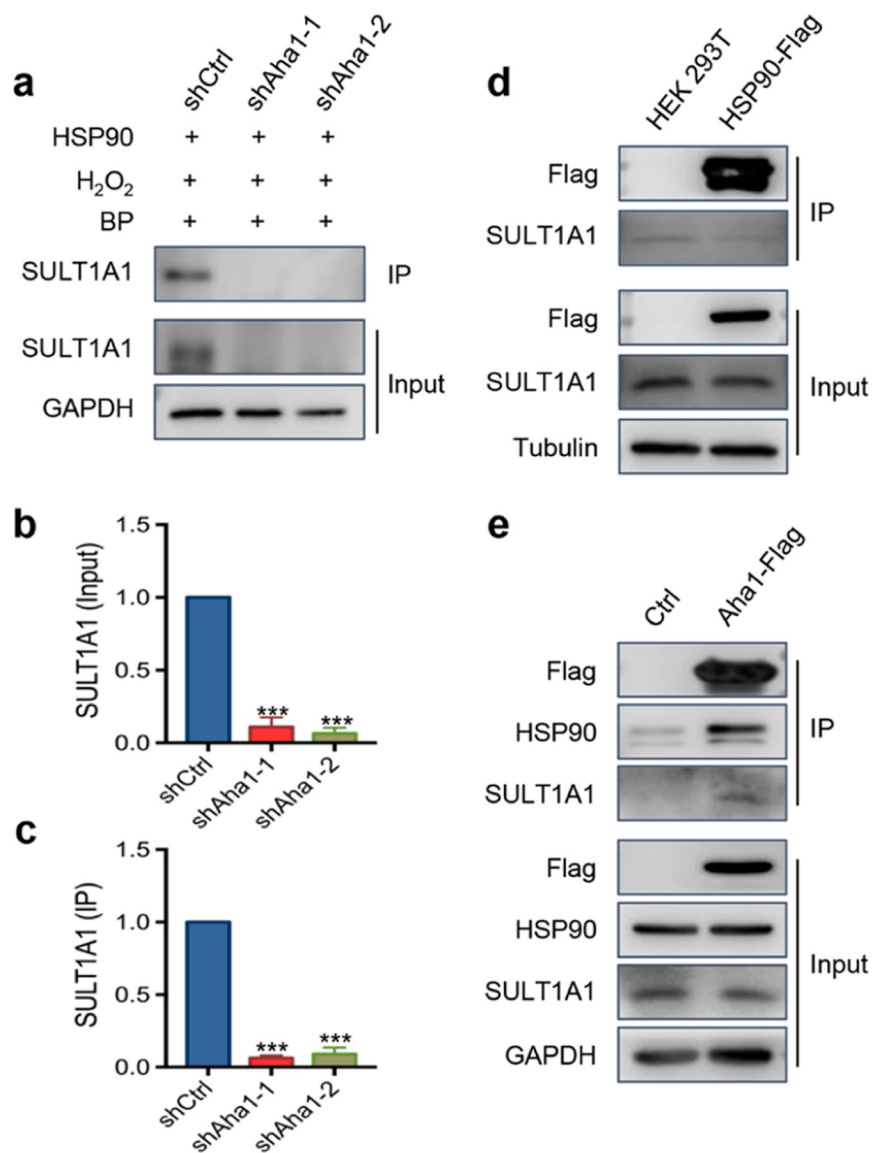 a
shCtrl
shAha1-1
shAha1-2
HSP90 + + +
H₂O₂ + + +
BP + + +
SULT1A1
IP
SULT1A1
GAPDH
Input
b
SULT1A1 (Input)
1.5
1.0
0.5
0.0
***
***
shCtrl
shAha1-1
shAha1-2
c
SULT1A1 (IP)
1.5
1.0
0.5
0.0
***
***
shCtrl
shAha1-1
shAha1-2
d
HEK 293T
HSP90-Flag
Flag
SULT1A1
IP
Flag
SULT1A1
Tubulin
Input
e
Ctrl
Aha1-Flag
Flag
HSP90
SULT1A1
IP
Flag
HSP90
SULT1A1
GAPDH
Input